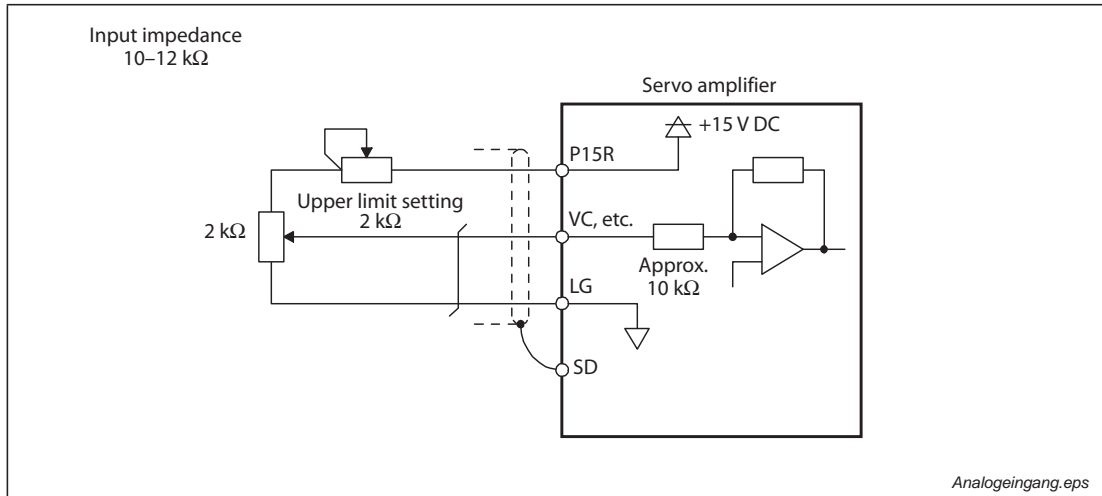 Input impedance
10–12 kΩ
Servo amplifier
+15 V DC
P15R
Upper limit setting
2 kΩ
VC, etc.
2 kΩ
Approx.
10 kΩ
LG
SD
Analogeingang.eps